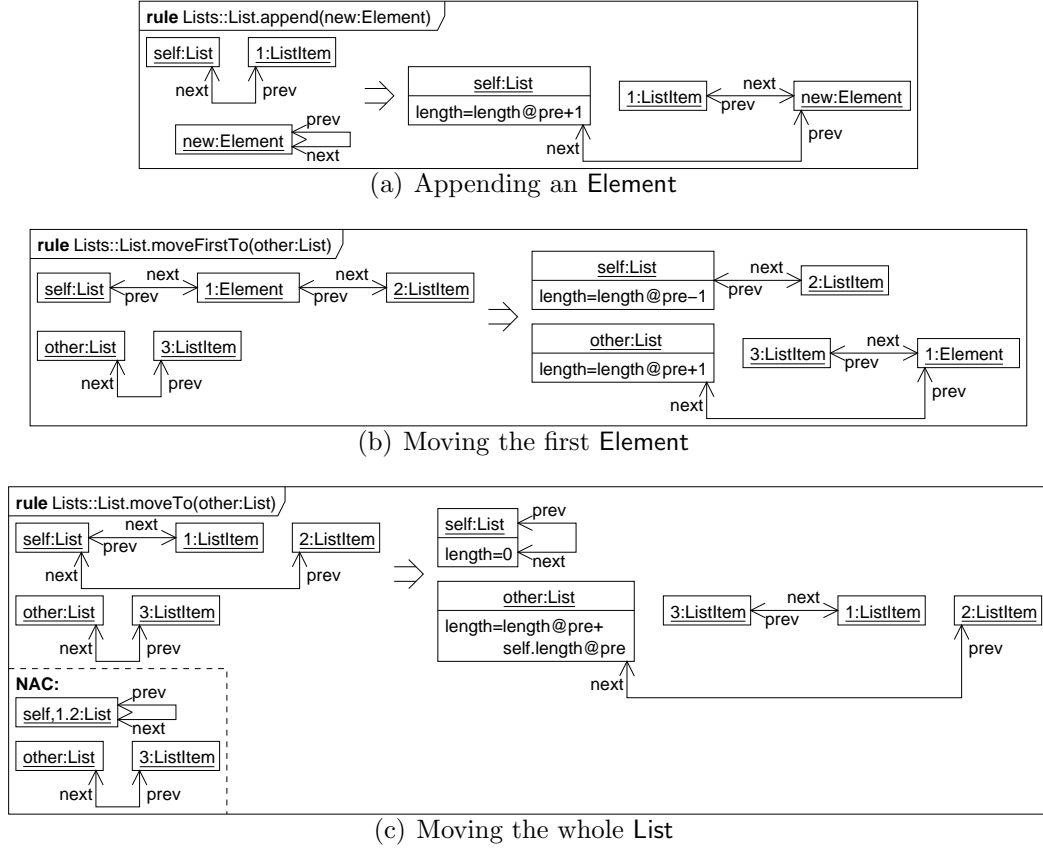 rule Lists::List.append(new:Element)
self:List 1:ListItem
next prev
new:Element
prev
next
self:List
length=length@pre+1
1:ListItem next prev new:Element
next prev
(a) Appending an Element
rule Lists::List.moveFirstTo(other:List)
self:List next prev 1:Element next prev 2:ListItem
other:List 3:ListItem
next prev
self:List
length=length@pre−1
next prev 2:ListItem
other:List
length=length@pre+1
3:ListItem next prev 1:Element
next prev
(b) Moving the first Element
rule Lists::List.moveTo(other:List)
self:List next prev 1:ListItem 2:ListItem
next prev
other:List 3:ListItem
next prev
NAC:
self,1.2:List
prev
next
other:List 3:ListItem
next prev
self:List
length=0
prev
next
other:List
length=length@pre+
self.length@pre
3:ListItem next prev 1:ListItem 2:ListItem
next prev
(c) Moving the whole List